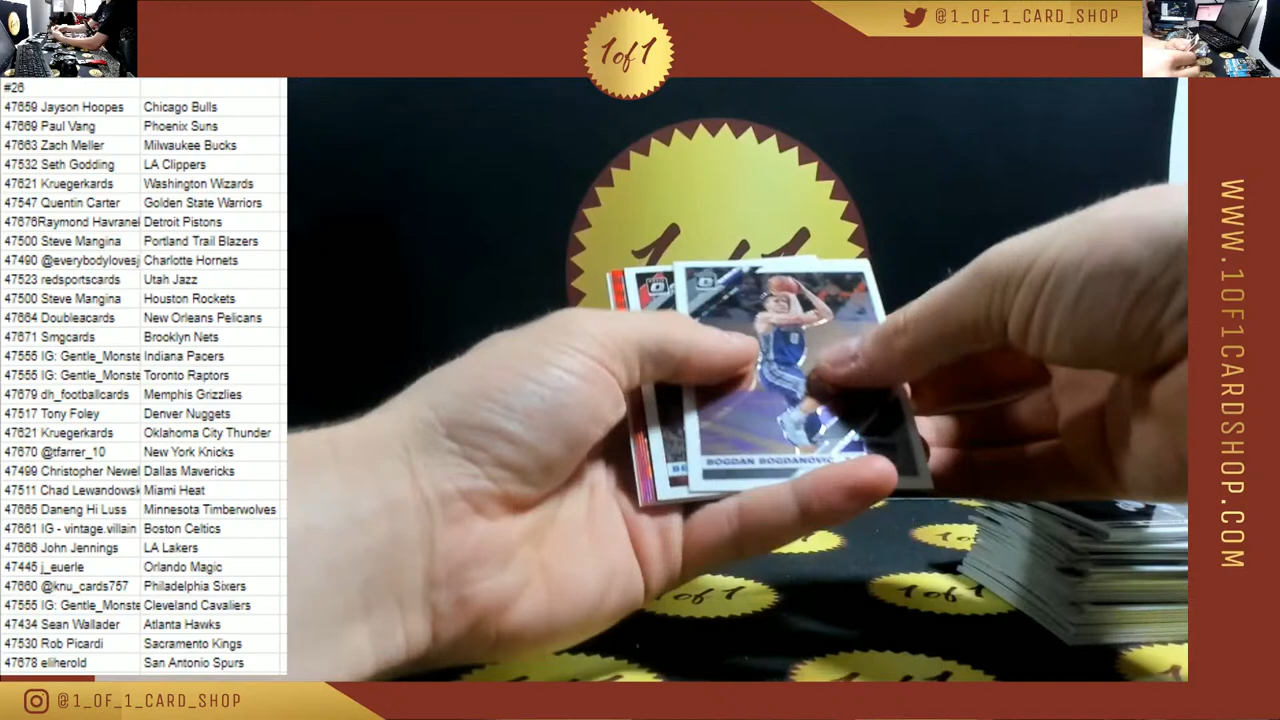 @1_OF_1_CARD_SHOP
1of1
#26
47659 Jayson Hoopes Chicago Bulls
47669 Paul Vang Phoenix Suns
47663 Zach Meller Milwaukee Bucks
47532 Seth Godding LA Clippers
47621 Kruegerkards Washington Wizards
47547 Quentin Carter Golden State Warriors
47676Raymond Havranel Detroit Pistons
47500 Steve Mangina Portland Trail Blazers
47490 @everybodylovesj Charlotte Hornets
47523 redsportscards Utah Jazz
47500 Steve Mangina Houston Rockets
47664 Doubleacards New Orleans Pelicans
47671 Smgcards Brooklyn Nets
47555 IG: Gentle_Monste Indiana Pacers
47555 IG: Gentle_Monste Toronto Raptors
47679 dh_footballcards Memphis Grizzlies
47517 Tony Foley Denver Nuggets
47621 Kruegerkards Oklahoma City Thunder
47670 @tfarrer_10 New York Knicks
47499 Christopher Newel Dallas Mavericks
47511 Chad Lewandowsk Miami Heat
47665 Daneng Hi Luss Minnesota Timberwolves
47661 IG - vintage.villain Boston Celtics
47666 John Jennings LA Lakers
47445 j_euerle Orlando Magic
47660 @knu_cards757 Philadelphia Sixers
47555 IG: Gentle_Monste Cleveland Cavaliers
47434 Sean Wallader Atlanta Hawks
47530 Rob Picardi Sacramento Kings
47678 eliherold San Antonio Spurs
BOGDAN BOGDANOVIC
1of1
1of1
WWW.1OF1CARDSHOP.COM
@1_OF_1_CARD_SHOP